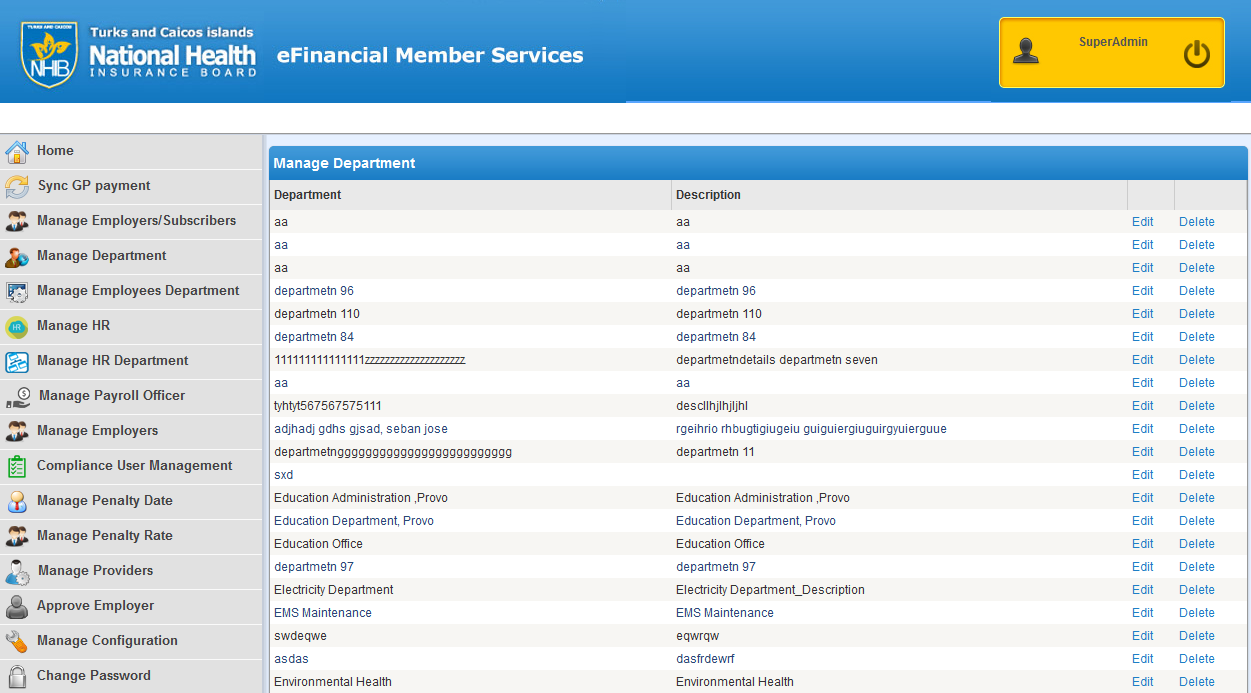 TURKS AND CAICOS
NHIB
Turks and Caicos islands
National Health
INSURANCE BOARD
eFinancial Member Services
SuperAdmin
Home
Sync GP payment
Manage Employers/Subscribers
Manage Department
Manage Employees Department
Manage HR
HR
Manage HR Department
Manage Payroll Officer
Manage Employers
Compliance User Management
Manage Penalty Date
Manage Penalty Rate
Manage Providers
Approve Employer
Manage Configuration
Change Password
Manage Department
Department Description
aa aa Edit Delete
aa aa Edit Delete
aa aa Edit Delete
departmetn 96 departmetn 96 Edit Delete
departmetn 110 departmetn 110 Edit Delete
departmetn 84 departmetn 84 Edit Delete
111111111111111zzzzzzzzzzzzzzzzzzzz departmetndetails departmetn seven Edit Delete
aa aa Edit Delete
tyhtyt567567575111 descllhjlhjljhl Edit Delete
adjhadj gdhs gjsad, seban jose rgeihrio rhbugtigiugeiu guiguiergiuguirgyuierguue Edit Delete
departmetnggggggggggggggggggggggggg departmetn 11 Edit Delete
sxd Edit Delete
Education Administration ,Provo Education Administration ,Provo Edit Delete
Education Department, Provo Education Department, Provo Edit Delete
Education Office Education Office Edit Delete
departmetn 97 departmetn 97 Edit Delete
Electricity Department Electricity Department_Description Edit Delete
EMS Maintenance EMS Maintenance Edit Delete
swdeqwe eqwrqw Edit Delete
asdas dasfrdewrf Edit Delete
Environmental Health Environmental Health Edit Delete